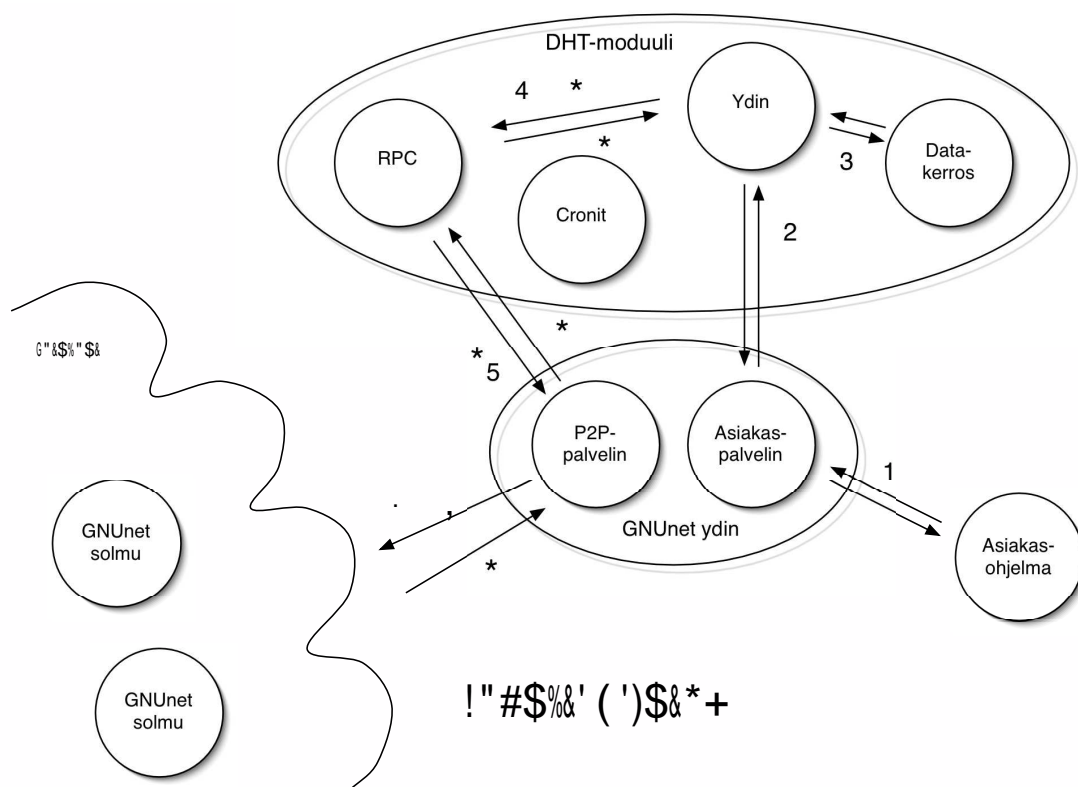 DHT-moduuli
4
*
Ydin
RPC
*
3
Data-
kerros
Cronit
2
*
G"&$%"$&
*
5
P2P-
palvelin
Asiakas-
palvelin
1
. ,
GNUnet ydin
GNUnet
solmu
*
Asiakas-
ohjelma
GNUnet
solmu
!"#$%&' ( ')$&*+